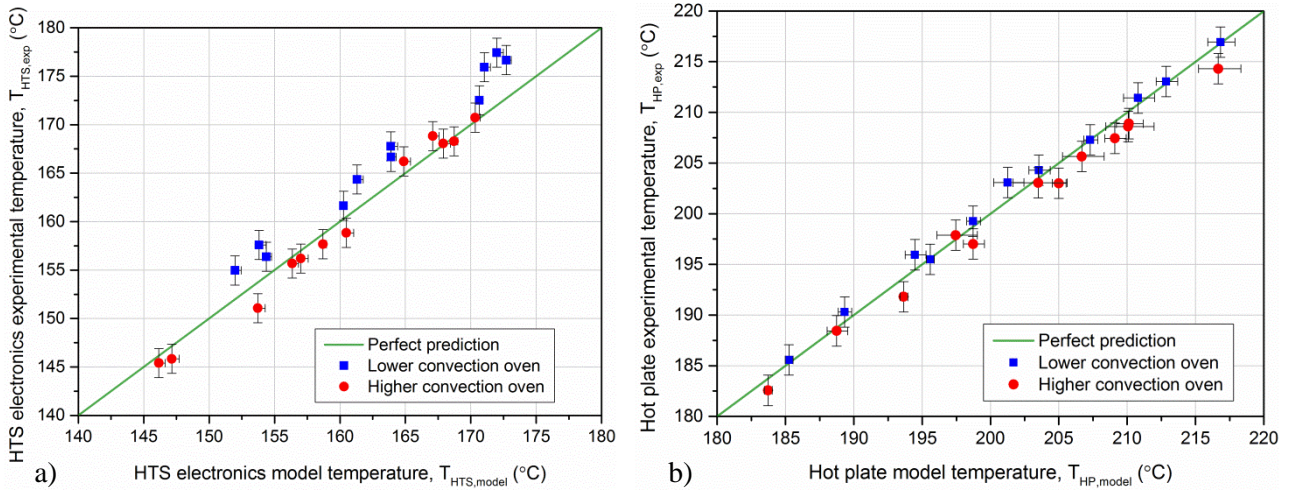 HTS electronics experimental temperature, T_HTS,exp (°C)
180
175
170
165
160
155
150
145
140
Perfect prediction
Lower convection oven
Higher convection oven
140 145 150 155 160 165 170 175 180
a) HTS electronics model temperature, T_HTS,model (°C)
Hot plate experimental temperature, T_HP,exp (°C)
220
215
210
205
200
195
190
185
180
Perfect prediction
Lower convection oven
Higher convection oven
180 185 190 195 200 205 210 215 220
b) Hot plate model temperature, T_HP,model (°C)